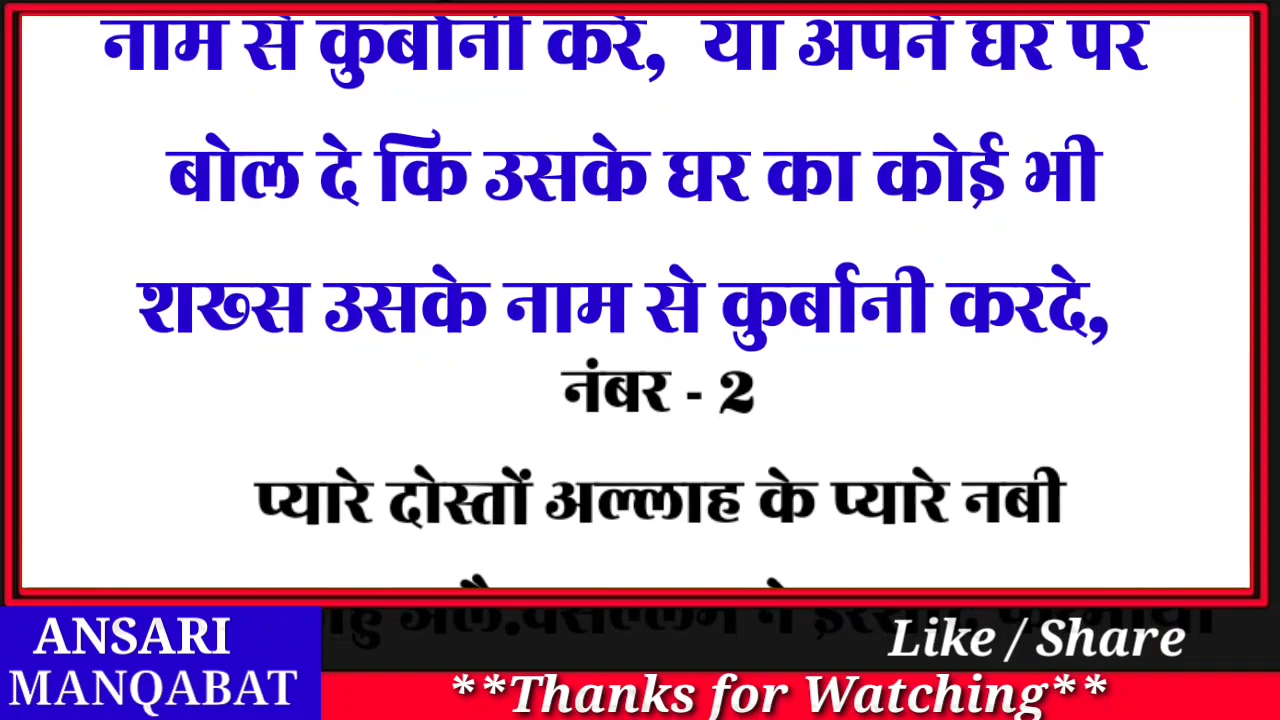 नाम से कुर्बानी करे, या अपने घर पर
बोल दे कि उसके घर का कोई भी
शख्स उसके नाम से कुर्बानी करदे,
नंबर - 2
प्यारे दोस्तों अल्लाह के प्यारे नबी
ANSARI
MANQABAT
Like / Share
**Thanks for Watching**